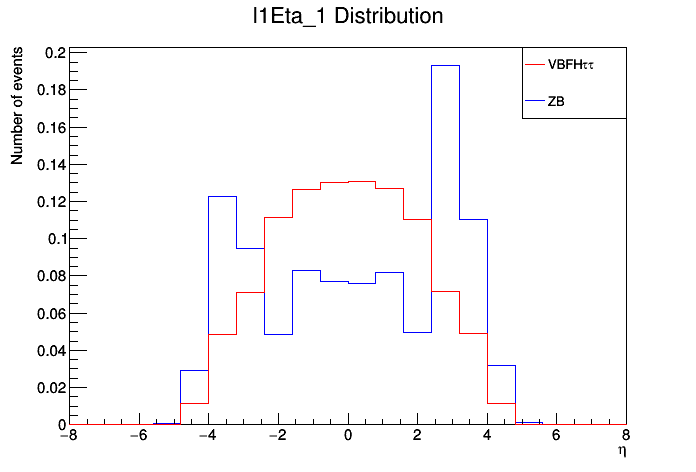 l1Eta_1 Distribution
Number of events
0.2
0.18
0.16
0.14
0.12
0.1
0.08
0.06
0.04
0.02
0
−8 −6 −4 −2 0 2 4 6 8
η
VBFHττ
ZB